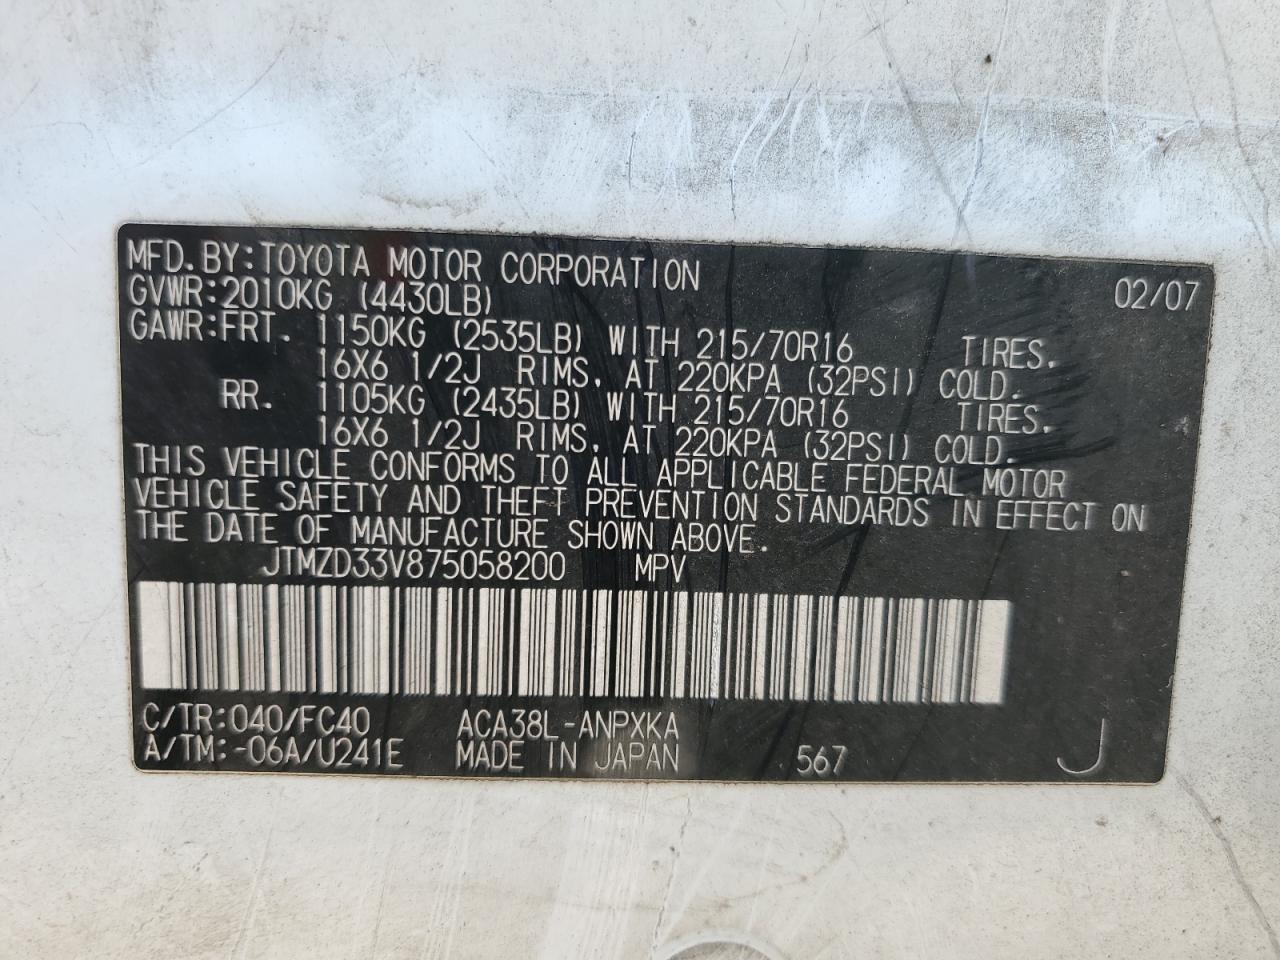 MFD. BY: TOYOTA MOTOR CORPORATION 02/07
GVWR: 2010KG (4430LB)
GAWR: FRT. 1150KG (2535LB) WITH 215/70R16 TIRES,
16X6 1/2J RIMS, AT 220KPA (32PSI) COLD.
RR. 1105KG (2435LB) WITH 215/70R16 TIRES,
16X6 1/2J RIMS, AT 220KPA (32PSI) COLD.
THIS VEHICLE CONFORMS TO ALL APPLICABLE FEDERAL MOTOR
VEHICLE SAFETY AND THEFT PREVENTION STANDARDS IN EFFECT ON
THE DATE OF MANUFACTURE SHOWN ABOVE.
JTMZD33V875058200 MPV
C/TR: 040/FC40 ACA38L-ANPXKA
A/TM: -06A/U241E MADE IN JAPAN 567 J